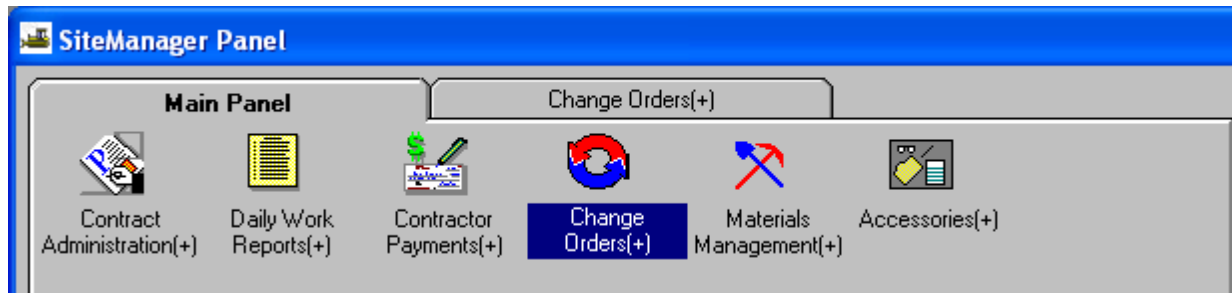 SiteManager Panel
Main Panel
Change Orders(+)
Contract
Administration(+)
Daily Work
Reports(+)
Contractor
Payments(+)
Change
Orders(+)
Materials
Management(+)
Accessories(+)